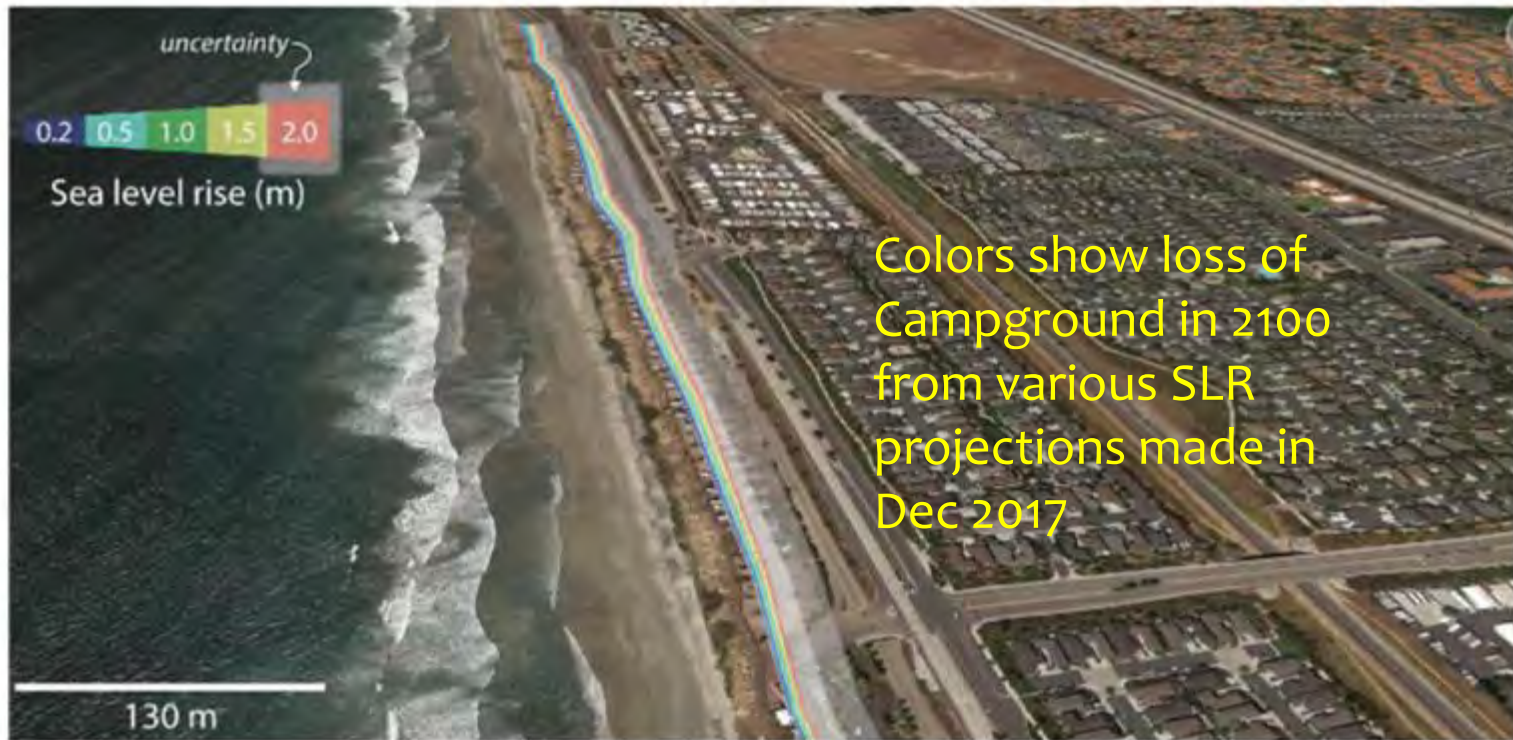 uncertainty
0.2 0.5 1.0 1.5 2.0
Sea level rise (m)
Colors show loss of
Campground in 2100
from various SLR
projections made in
Dec 2017
130 m